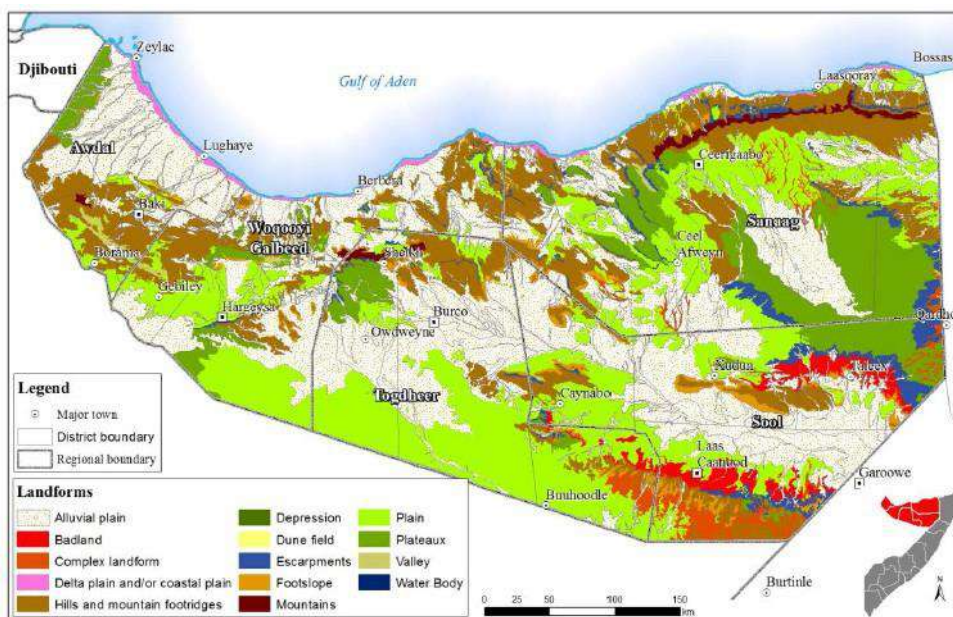 Zeylac
Djibouti
Gulf of Aden
Bossas
Laasqoray
Awdal
Lughaye
Ceerigaabo
Berbera
Baki
Woqooyi
Galbeed
Sanaag
Sheikh
Ceel
Afweyn
Borama
Gebiley
Hargeysa
Burco
Qardho
Owdweyne
Xudun
Taleex
Togdheer
Caynabo
Sool
Laas
Caanood
Garoowe
Buuhoodle
Burtinle
Legend
Major town
District boundary
Regional boundary
Landforms
Alluvial plain
Badland
Complex landform
Delta plain and/or coastal plain
Hills and mountain footridges
Depression
Dune field
Escarpments
Footslope
Mountains
Plain
Plateaux
Valley
Water Body
0 25 50 100 150
km
N